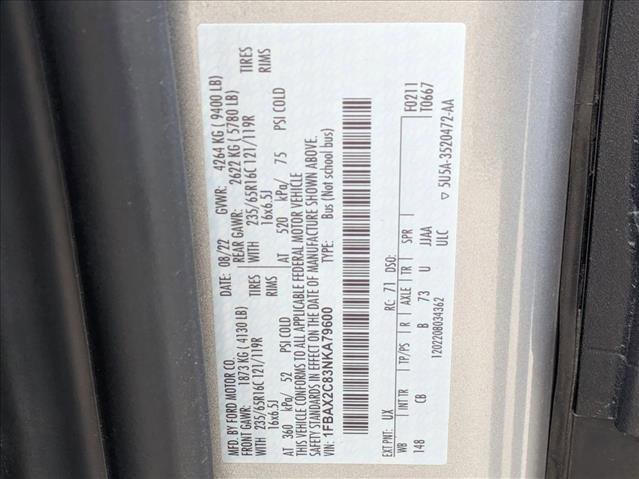 MFD. BY FORD MOTOR CO. DATE: 08/22 GVWR: 4264 KG ( 9400 LB)
FRONT GAWR: 1873 KG ( 4130 LB) REAR GAWR: 2622 KG ( 5780 LB)
WITH 235/65R16C 121/119R TIRES WITH 235/65R16C 121/119R TIRES
16x6.5J RIMS 16x6.5J RIMS
AT 360 kPa/ 52 PSI COLD AT 520 kPa/ 75 PSI COLD
THIS VEHICLE CONFORMS TO ALL APPLICABLE FEDERAL MOTOR VEHICLE
SAFETY STANDARDS IN EFFECT ON THE DATE OF MANUFACTURE SHOWN ABOVE.
VIN: 1FBAX2C83NKA79600 TYPE: Bus (Not school bus)
F0211
T0667
EXT PNT: UX RC: 71 DSO:
WB INT TR TP/PS R AXLE TR SPR
148 CB B 73 U JJAA
1202208034362 ULC
▽ 5U5A-3520472-AA